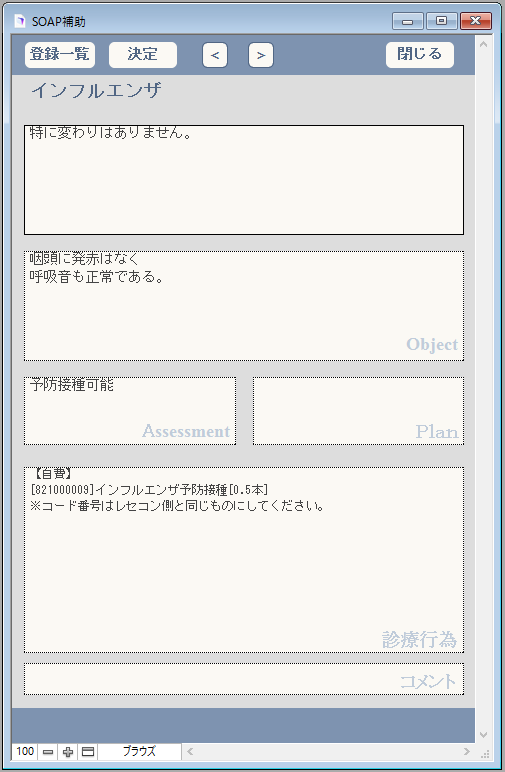 SOAP補助
登録一覧 決定 < > 閉じる
インフルエンザ
特に変わりはありません。
咽頭に発赤はなく
呼吸音も正常である。
Object
予防接種可能
Assessment
Plan
【自費】
[821000009]インフルエンザ予防接種[0.5本]
※コード番号はレセコン側と同じものにしてください。
診療行為
コメント
100 ブラウズ